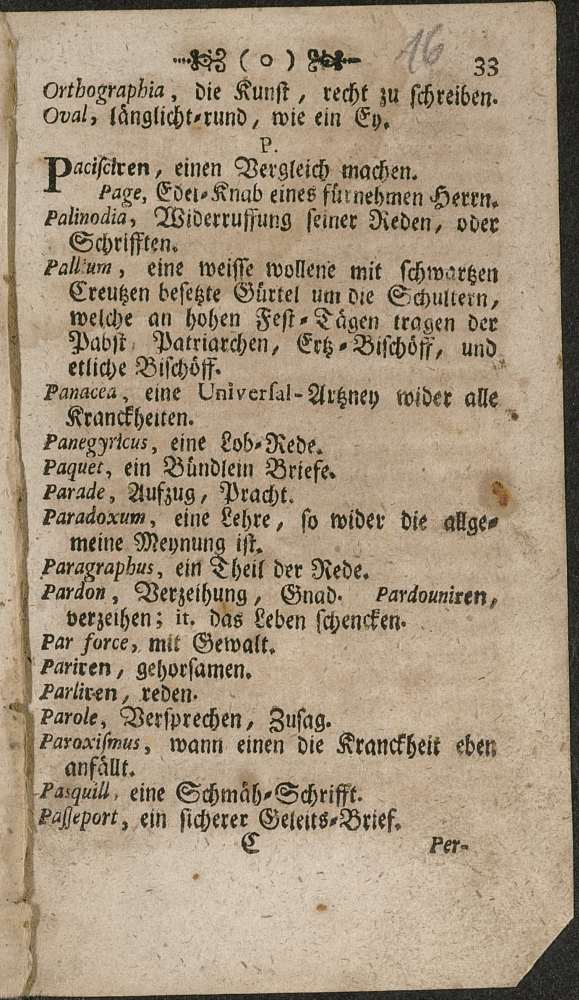 ( o ) 16 33
Orthographia, die Kunst, recht zu schreiben.
Oval, länglicht-rund, wie ein Ey.
P.
Pacisciren, einen Vergleich machen.
Page, Edel-Knab eines fürnehmen Herrn.
Palinodia, Widerruffung seiner Reden, oder
Schrifften.
Pallium, eine weisse wollene mit schwartzen
Creutzen besetzte Gürtel um die Schultern,
welche an hohen Fest-Tägen tragen der
Pabst Patriarchen, Ertz-Bischöff, und
etliche Bischöff.
Panacea, eine Universal-Artzney wider alle
Kranckheiten.
Panegyricus, eine Lob-Rede.
Paquet, ein Bündlein Briefe.
Parade, Aufzug, Pracht.
Paradoxum, eine Lehre, so wider die allge-
meine Meynung ist.
Paragraphus, ein Theil der Rede.
Pardon, Verzeihung, Gnad. Pardouniren,
verzeihen; it. das Leben schencken.
Par force, mit Gewalt.
Pariren, gehorsamen.
Parliren, reden.
Parole, Versprechen, Zusag.
Paroxismus, wann einen die Kranckheit eben
anfällt.
Pasquill, eine Schmäh-Schrifft.
Passeport, ein sicherer Geleits-Brief.
C Per-